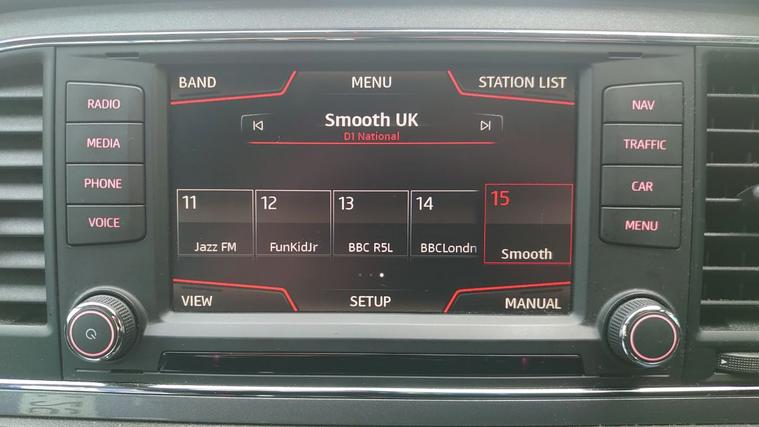 BAND
MENU
STATION LIST
Smooth UK
D1 National
11
12
13
14
15
Jazz FM
FunKidJr
BBC R5L
BBCLondn
Smooth
VIEW
SETUP
MANUAL
RADIO
MEDIA
PHONE
VOICE
NAV
TRAFFIC
CAR
MENU